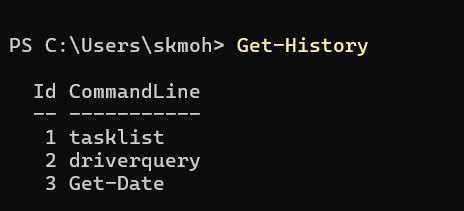 PS C:\Users\skmoh> Get-History
Id CommandLine
-- -----------
1 tasklist
2 driverquery
3 Get-Date